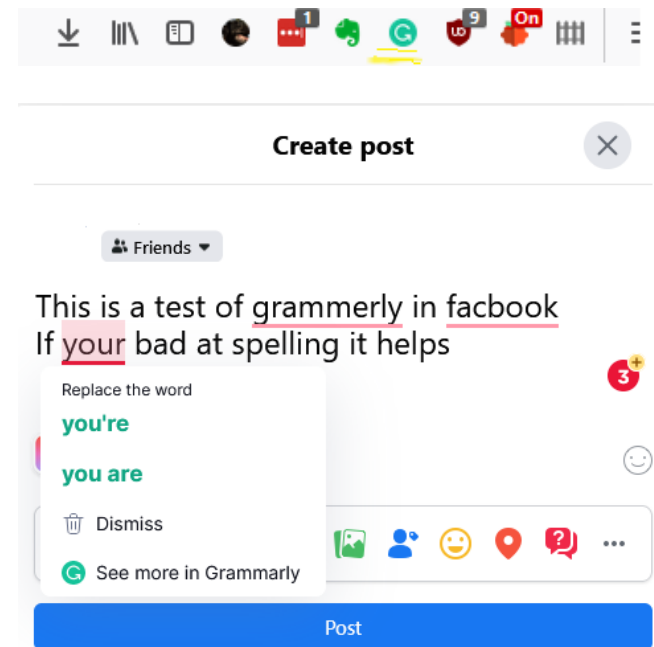 1
9
On
UD
Create post
Friends
This is a test of grammerly in facbook
If your bad at spelling it helps
3
+
Replace the word
you're
you are
Dismiss
G See more in Grammarly
Post